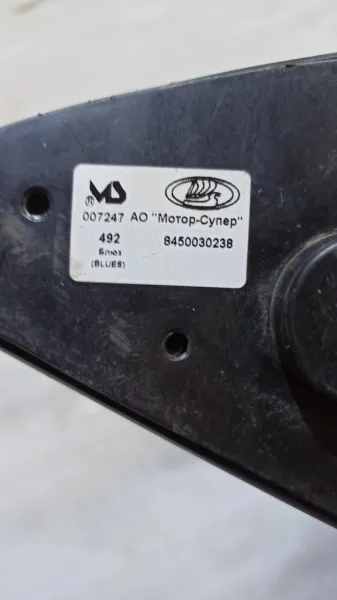 MS
®
007247 АО "Мотор-Супер"
492 8450030238
Блюз
(BLUES)